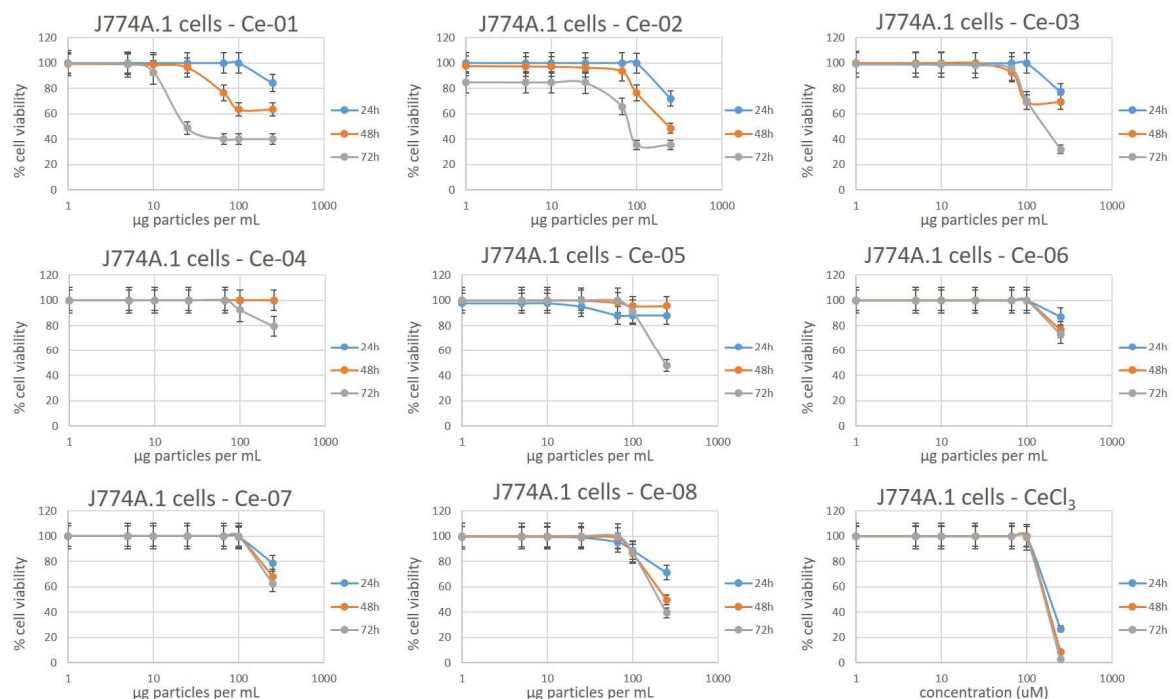 J774A.1 cells - Ce-01
% cell viability
120
100
80
60
40
20
0
1 10 100 1000
µg particles per mL
24h
48h
72h
J774A.1 cells - Ce-02
% cell viability
120
100
80
60
40
20
0
1 10 100 1000
µg particles per mL
24h
48h
72h
J774A.1 cells - Ce-03
% cell viability
120
100
80
60
40
20
0
1 10 100 1000
µg particles per mL
24h
48h
72h
J774A.1 cells - Ce-04
% cell viability
120
100
80
60
40
20
0
1 10 100 1000
µg particles per mL
24h
48h
72h
J774A.1 cells - Ce-05
% cell viability
120
100
80
60
40
20
0
1 10 100 1000
µg particles per mL
24h
48h
72h
J774A.1 cells - Ce-06
% cell viability
120
100
80
60
40
20
0
1 10 100 1000
µg particles per mL
24h
48h
72h
J774A.1 cells - Ce-07
% cell viability
120
100
80
60
40
20
0
1 10 100 1000
µg particles per mL
24h
48h
72h
J774A.1 cells - Ce-08
% cell viability
120
100
80
60
40
20
0
1 10 100 1000
µg particles per mL
24h
48h
72h
J774A.1 cells - CeCl₃
% cell viability
120
100
80
60
40
20
0
1 10 100 1000
concentration (uM)
24h
48h
72h